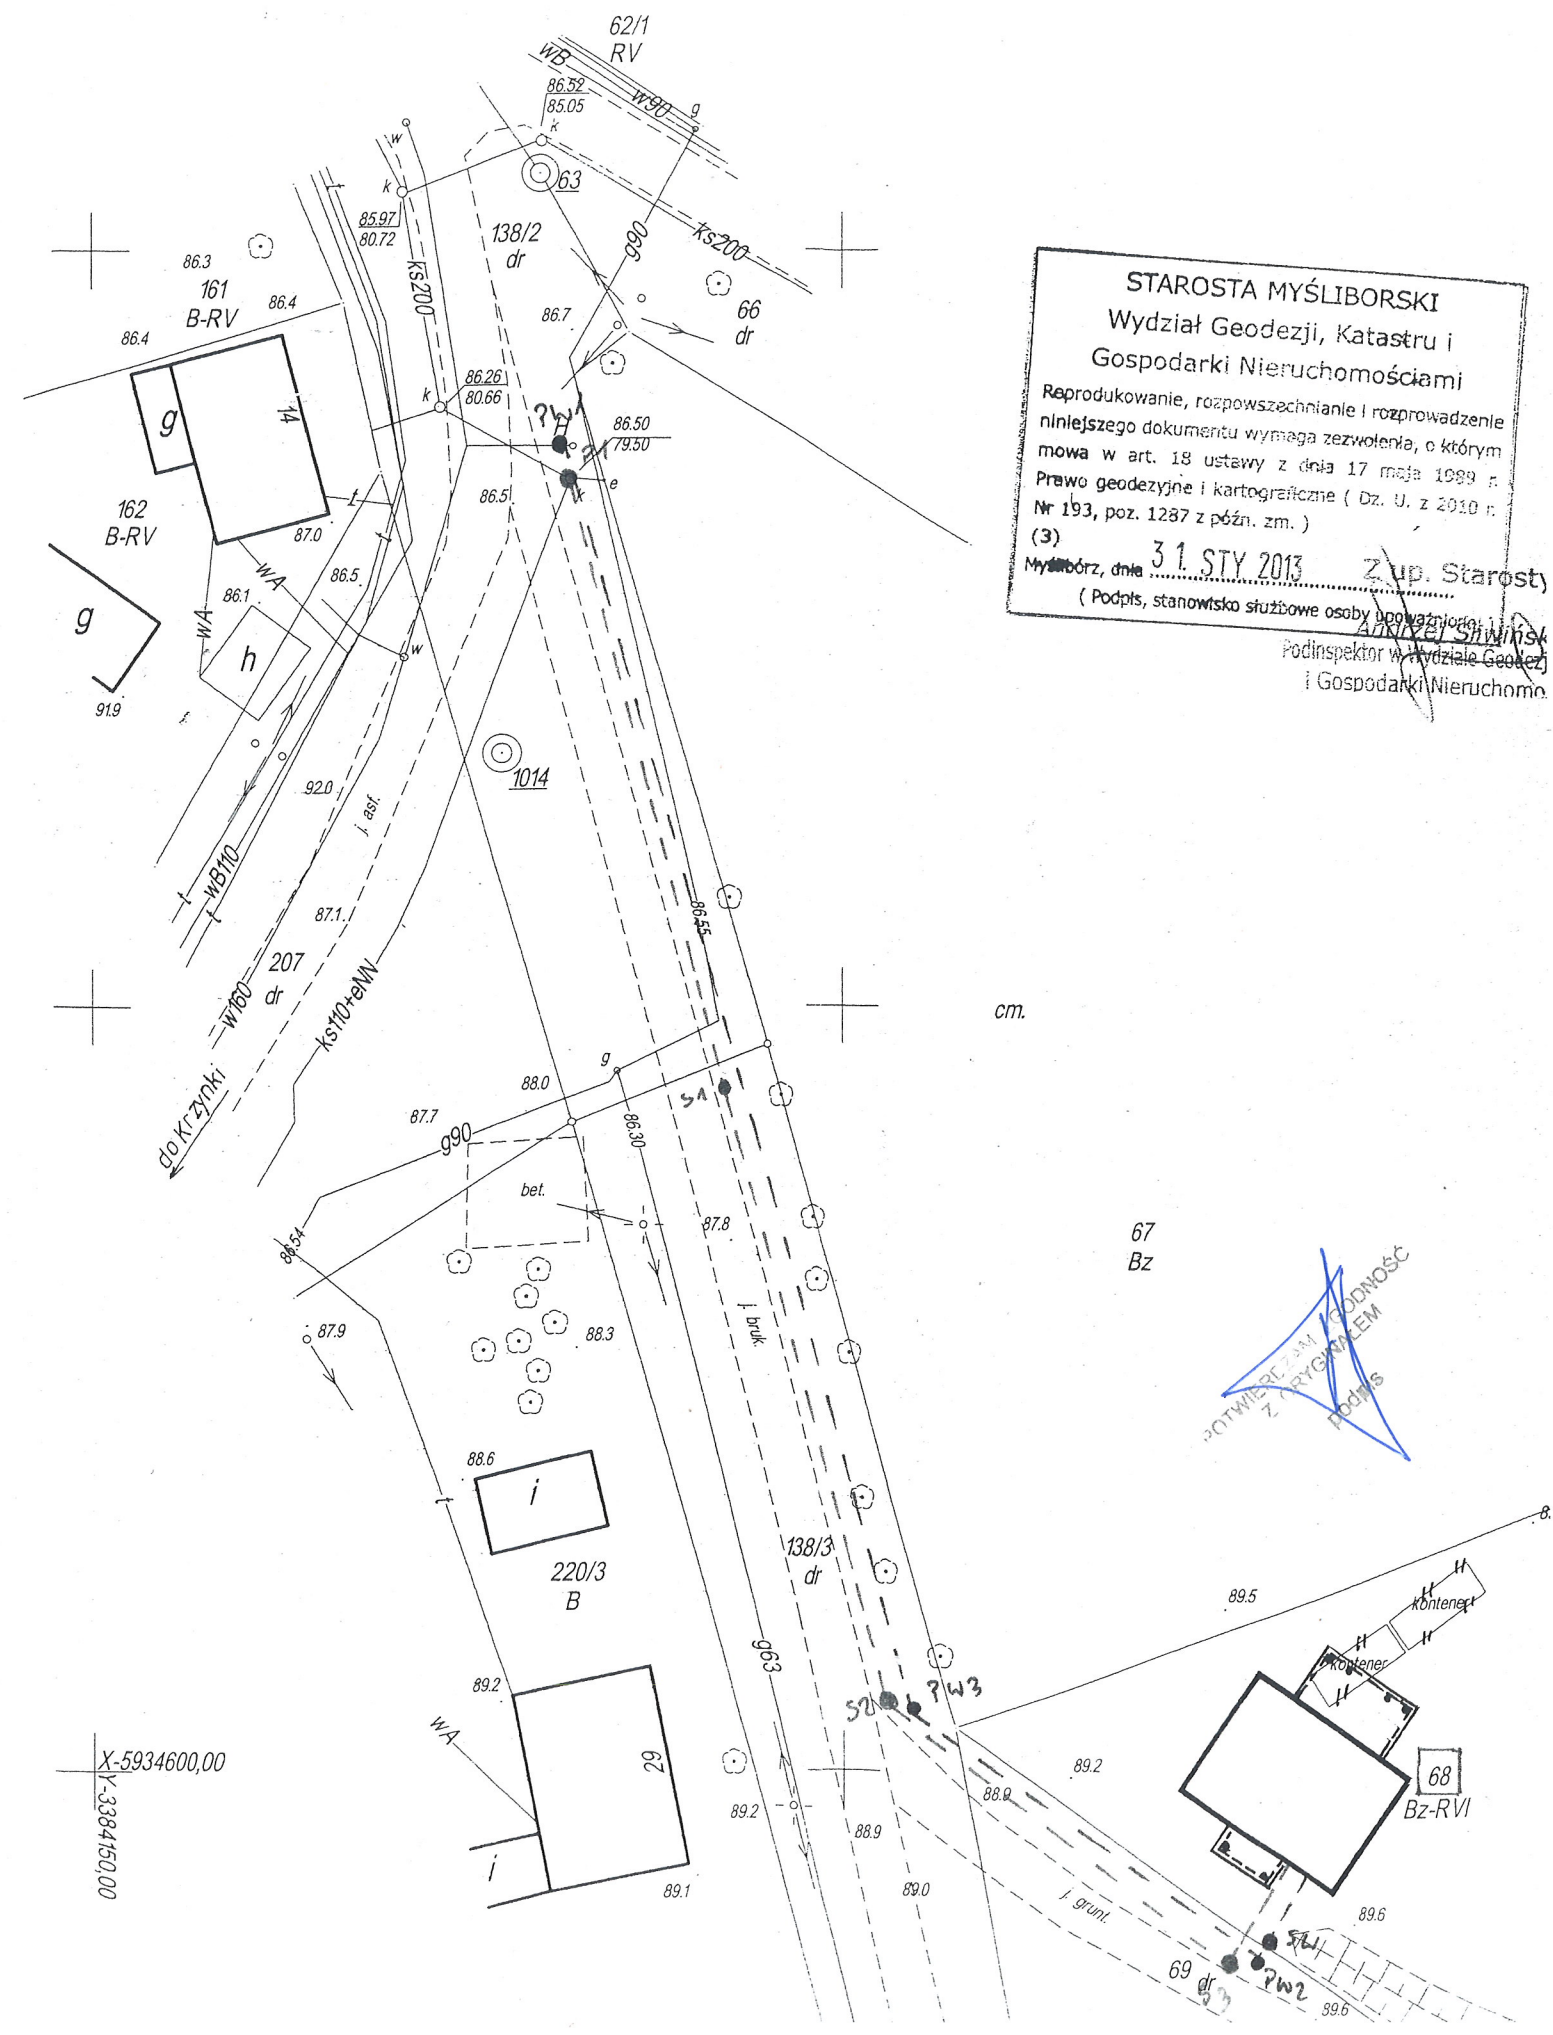 62/1
RV
wB
w90
g
86.52
85.05
k
w
t
k
63
85.97
80.72
138/2
dr
g90
ks200
ks200
86.3
161
B-RV
86.4
86.4
86.7
66
dr
g
14
k
86.26
80.66
PW1
H
86.50
79.50
k
e
86.5
162
B-RV
87.0
t
t
wA
86.5
86.1
wA
g
h
w
91.9
1014
92.0
j. asf.
wB110
t
t
87.1
86.55
207
dr
w160
ks110+eNN
cm.
do krzynki
g
88.0
S1
87.7
g90
86.30
bet.
87.8
86.54
67
Bz
87.9
88.3
j. bruk.
88.6
i
t
138/3
dr
220/3
B
89.5
8.
kontener
kontener
g63
89.2
S2
PW3
wA
62
X-5934600,00
Y-3384150,00
89.2
88.9
89.2
68
Bz-RVI
88.9
i
89.1
89.0
j. grunt.
89.6
SW
69
dr
S3
PW2
89.6
STAROSTA MYŚLIBORSKI
Wydział Geodezji, Katastru i
Gospodarki Nieruchomościami
Reprodukowanie, rozpowszechnianie i rozprowadzenie
niniejszego dokumentu wymaga zezwolenia, o którym
mowa w art. 18 ustawy z dnia 17 maja 1989 r.
Prawo geodezyjne i kartograficzne ( Dz. U. z 2010 r.
Nr 193, poz. 1287 z późn. zm. )
(3)
Myślibórz, dnia 31. STY 2013
Z up. Starosty
( Podpis, stanowisko służbowe osoby upoważnionej )
Andrzej Śliwińsk
Podinspektor w Wydziale Geodezj
i Gospodarki Nieruchomo
POTWIERDZAM ZGODNOŚĆ
Z ORYGINAŁEM
podpis